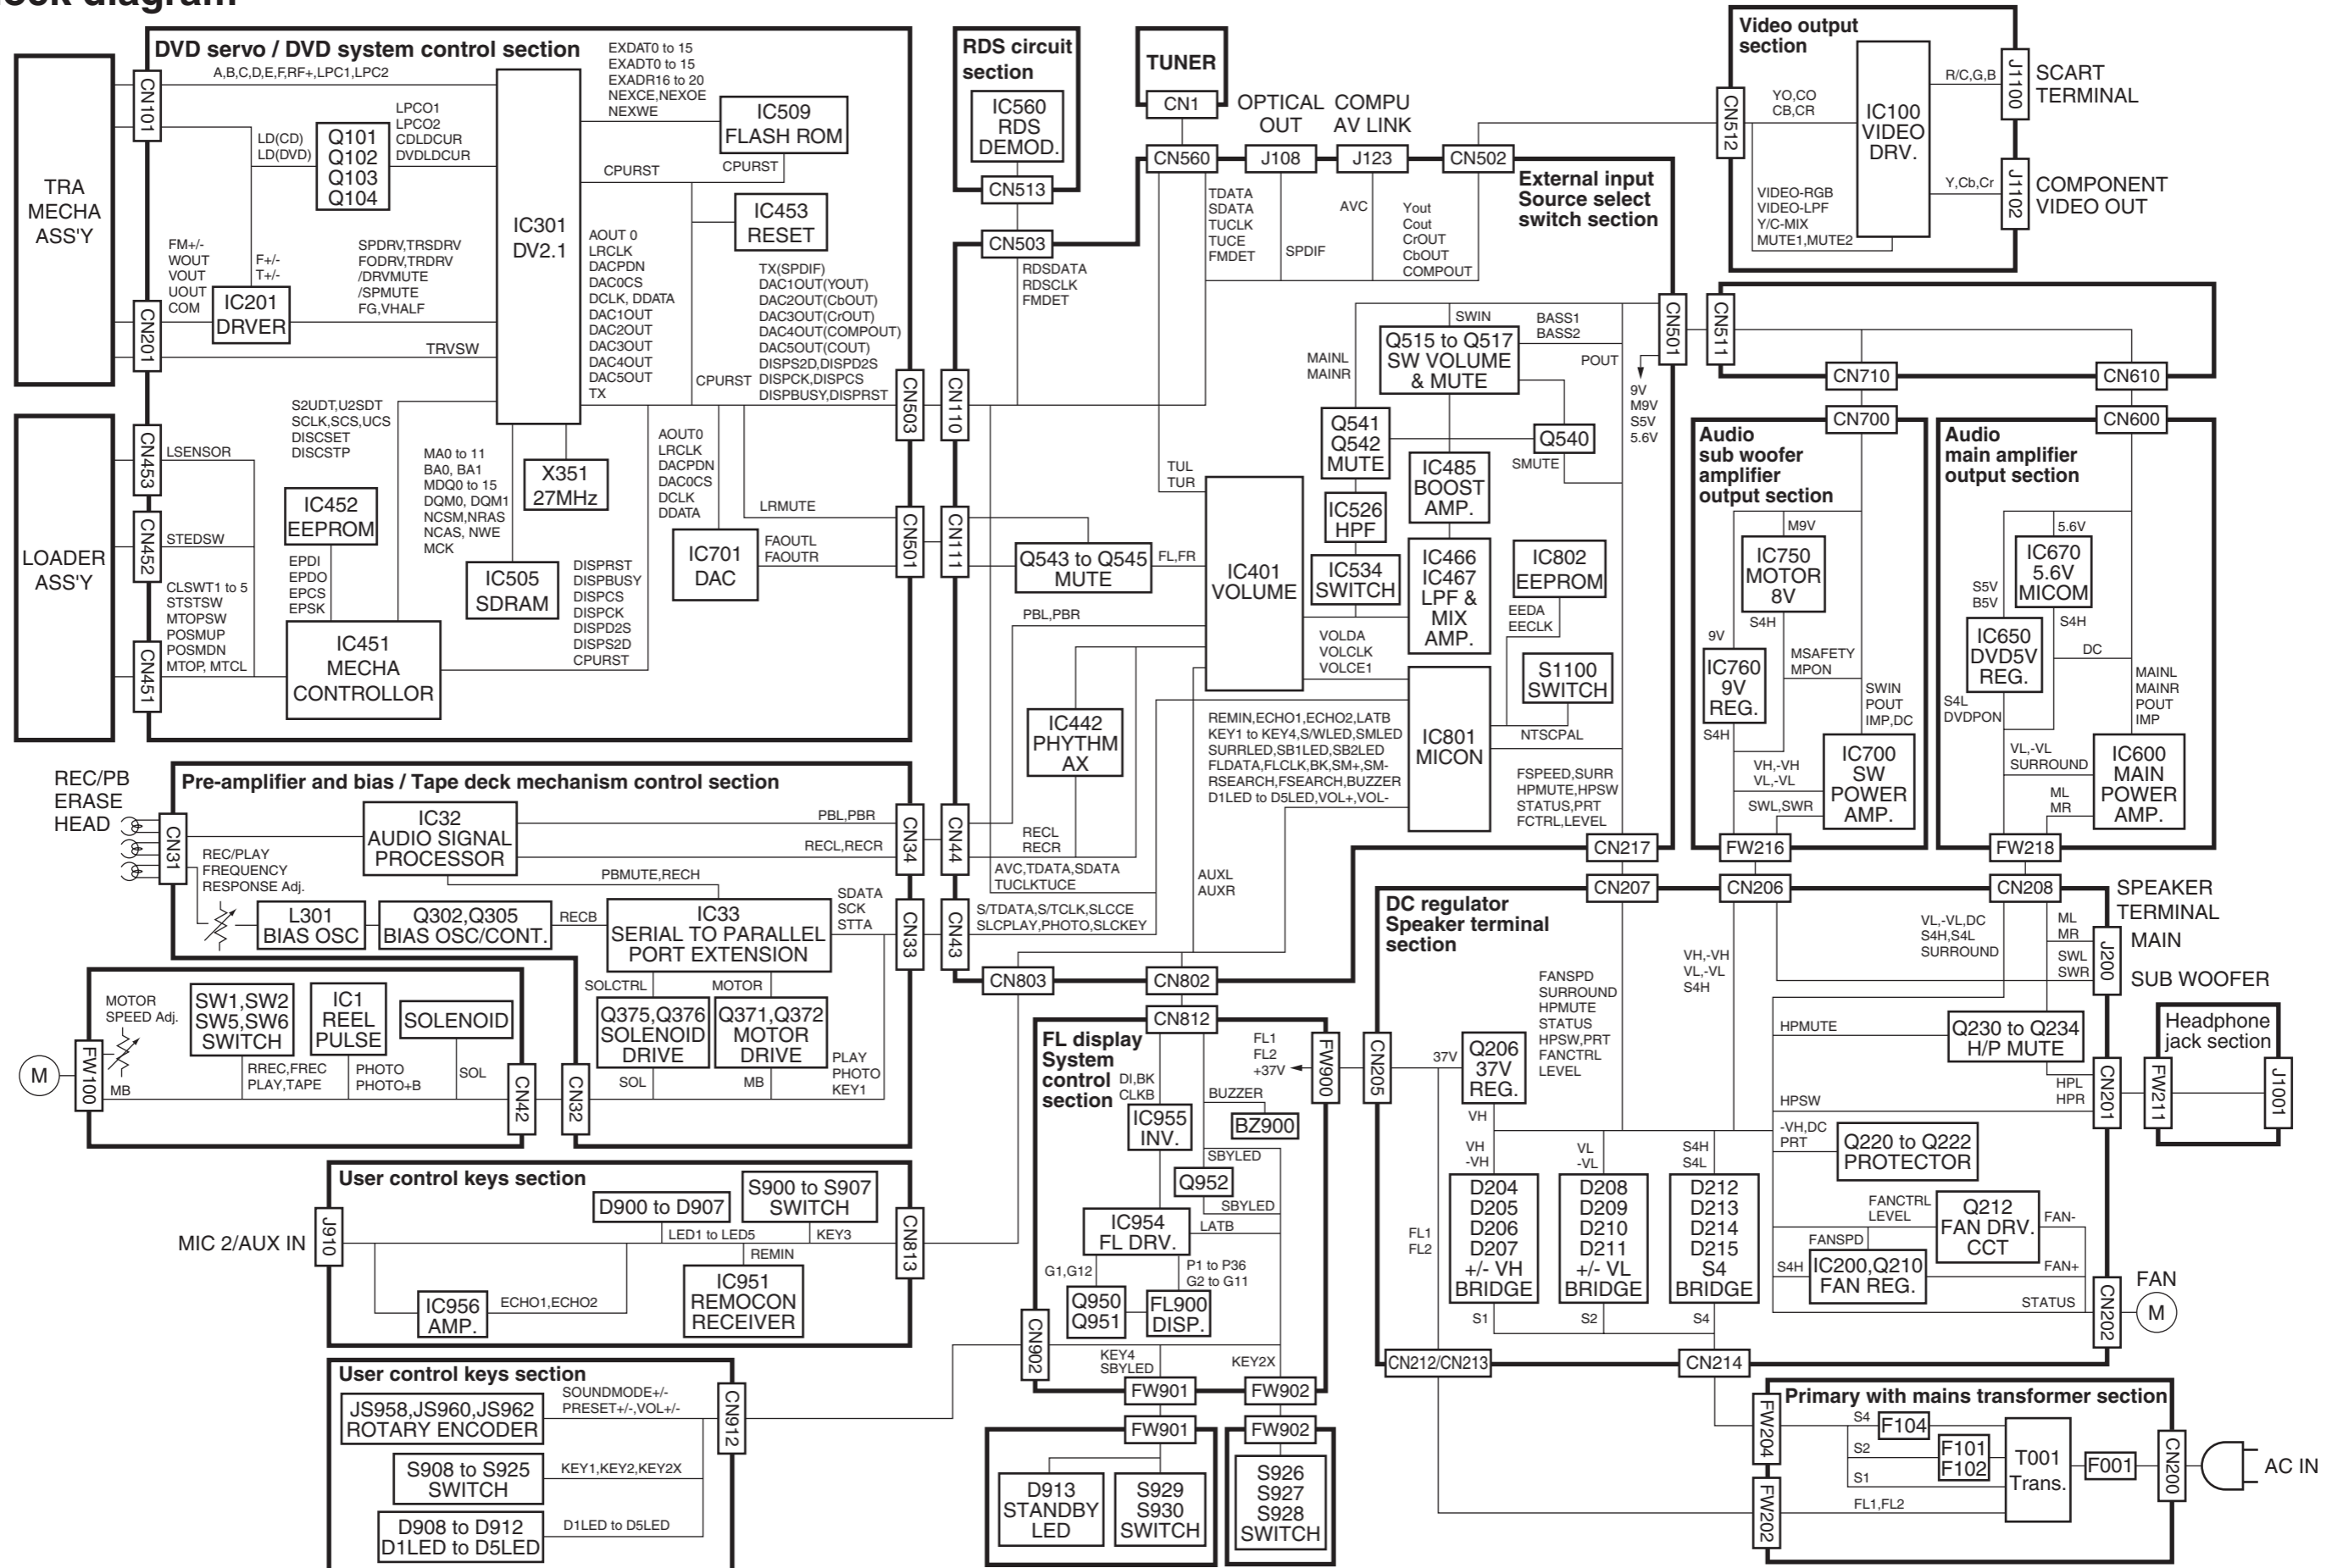 DVD servo / DVD system control section
A,B,C,D,E,F,RF+,LPC1,LPC2
EXDAT0 to 15
EXADT0 to 15
EXADR16 to 20
NEXCE,NEXOE
NEXWE
TRA
MECHA
ASS'Y
CN101
LD(CD)
LD(DVD)
Q101
Q102
Q103
Q104
LPCO1
LPCO2
CDLDCUR
DVDLDCUR
IC301
DV2.1
IC509
FLASH ROM
CPURST
CPURST
IC453
RESET
FM+/-
WOUT
VOUT
UOUT
COM
F+/-
T+/-
IC201
DRVER
SPDRV,TRSDRV
FODRV,TRDRV
/DRVMUTE
/SPMUTE
FG,VHALF
CN201
TRVSW
AOUT 0
LRCLK
DACPDN
DAC0CS
DCLK, DDATA
DAC1OUT
DAC2OUT
DAC3OUT
DAC4OUT
DAC5OUT
TX
TX(SPDIF)
DAC1OUT(YOUT)
DAC2OUT(CbOUT)
DAC3OUT(CrOUT)
DAC4OUT(COMPOUT)
DAC5OUT(COUT)
DISPS2D,DISPD2S
DISPCK,DISPCS
DISPBUSY,DISPRST
CPURST
CN503
LOADER
ASS'Y
CN453
LSENSOR
CN452
STEDSW
CLSWT1 to 5
STSTSW
MTOPSW
POSMUP
POSMDN
MTOP, MTCL
CN451
S2UDT,U2SDT
SCLK,SCS,UCS
DISCSET
DISCSTP
IC452
EEPROM
EPDI
EPDO
EPCS
EPSK
IC451
MECHA
CONTROLLOR
MA0 to 11
BA0, BA1
MDQ0 to 15
DQM0, DQM1
NCSM,NRAS
NCAS, NWE
MCK
X351
27MHz
IC505
SDRAM
DISPRST
DISPBUSY
DISPCS
DISPCK
DISPD2S
DISPS2D
CPURST
AOUT0
LRCLK
DACPDN
DAC0CS
DCLK
DDATA
IC701
DAC
LRMUTE
FAOUTL
FAOUTR
CN501
RDS circuit
section
IC560
RDS
DEMOD.
CN513
CN503
RDSDATA
RDSCLK
FMDET
TUNER
CN1
OPTICAL
OUT
COMPU
AV LINK
CN560
J108
J123
CN502
TDATA
SDATA
TUCLK
TUCE
FMDET
SPDIF
AVC
Yout
Cout
CrOUT
CbOUT
COMPOUT
External input
Source select
switch section
Video output
section
CN512
YO,CO
CB,CR
IC100
VIDEO
DRV.
R/C,G,B
J1100
SCART
TERMINAL
VIDEO-RGB
VIDEO-LPF
Y/C-MIX
MUTE1,MUTE2
Y,Cb,Cr
J1102
COMPONENT
VIDEO OUT
CN110
CN111
TUL
TUR
MAINL
MAINR
SWIN
Q515 to Q517
SW VOLUME
& MUTE
BASS1
BASS2
POUT
9V
M9V
S5V
5.6V
CN501
CN511
CN710
CN610
Q541
Q542
MUTE
Q540
SMUTE
IC485
BOOST
AMP.
IC526
HPF
IC534
SWITCH
IC466
IC467
LPF &
MIX
AMP.
IC802
EEPROM
EEDA
EECLK
Q543 to Q545
MUTE
FL,FR
IC401
VOLUME
PBL,PBR
VOLDA
VOLCLK
VOLCE1
S1100
SWITCH
IC442
PHYTHM
AX
REMIN,ECHO1,ECHO2,LATB
KEY1 to KEY4,S/WLED,SMLED
SURRLED,SB1LED,SB2LED
FLDATA,FLCLK,BK,SM+,SM-
RSEARCH,FSEARCH,BUZZER
D1LED to D5LED,VOL+,VOL-
IC801
MICON
NTSCPAL
FSPEED,SURR
HPMUTE,HPSW
STATUS,PRT
FCTRL,LEVEL
CN217
CN44
RECL
RECR
AVC,TDATA,SDATA
TUCLKTUCE
AUXL
AUXR
S/TDATA,S/TCLK,SLCCE
SLCPLAY,PHOTO,SLCKEY
CN43
CN803
CN802
CN700
Audio
sub woofer
amplifier
output section
M9V
IC750
MOTOR
8V
S4H
9V
IC760
9V
REG.
S4H
MSAFETY
MPON
SWIN
POUT
IMP,DC
VH,-VH
VL,-VL
SWL,SWR
IC700
SW
POWER
AMP.
FW216
CN600
Audio
main amplifier
output section
5.6V
IC670
5.6V
MICOM
S5V
B5V
S4H
IC650
DVD5V
REG.
DC
S4L
DVDPON
MAINL
MAINR
POUT
IMP
VL,-VL
SURROUND
ML
MR
IC600
MAIN
POWER
AMP.
FW218
REC/PB
ERASE
HEAD
Pre-amplifier and bias / Tape deck mechanism control section
CN31
IC32
AUDIO SIGNAL
PROCESSOR
PBL,PBR
RECL,RECR
CN34
REC/PLAY
FREQUENCY
RESPONSE Adj.
PBMUTE,RECH
L301
BIAS OSC
Q302,Q305
BIAS OSC/CONT.
RECB
IC33
SERIAL TO PARALLEL
PORT EXTENSION
SDATA
SCK
STTA
CN33
SOLCTRL
MOTOR
Q375,Q376
SOLENOID
DRIVE
Q371,Q372
MOTOR
DRIVE
SOL
MB
PLAY
PHOTO
KEY1
CN32
M
FW100
MOTOR
SPEED Adj.
MB
SW1,SW2
SW5,SW6
SWITCH
RREC,FREC
PLAY,TAPE
IC1
REEL
PULSE
PHOTO
PHOTO+B
SOLENOID
SOL
CN42
User control keys section
MIC 2/AUX IN
J910
D900 to D907
LED1 to LED5
S900 to S907
SWITCH
KEY3
REMIN
IC956
AMP.
ECHO1,ECHO2
IC951
REMOCON
RECEIVER
CN813
User control keys section
JS958,JS960,JS962
ROTARY ENCODER
SOUNDMODE+/-
PRESET+/-,VOL+/-
S908 to S925
SWITCH
KEY1,KEY2,KEY2X
D908 to D912
D1LED to D5LED
D1LED to D5LED
CN912
CN812
FL display
System
control
section
DI,BK
CLKB
IC955
INV.
BUZZER
BZ900
SBYLED
Q952
SBYLED
IC954
FL DRV.
LATB
G1,G12
P1 to P36
G2 to G11
Q950
Q951
FL900
DISP.
FL1
FL2
+37V
FW900
CN902
KEY4
SBYLED
KEY2X
FW901
FW902
FW901
FW902
D913
STANDBY
LED
S929
S930
SWITCH
S926
S927
S928
SWITCH
CN207
CN206
CN208
DC regulator
Speaker terminal
section
FANSPD
SURROUND
HPMUTE
STATUS
HPSW,PRT
FANCTRL
LEVEL
VH,-VH
VL,-VL
S4H
VL,-VL,DC
S4H,S4L
SURROUND
ML
MR
SWL
SWR
J200
SPEAKER
TERMINAL
MAIN
SUB WOOFER
CN205
37V
Q206
37V
REG.
VH
VH
-VH
VL
-VL
S4H
S4L
D204
D205
D206
D207
+/- VH
BRIDGE
D208
D209
D210
D211
+/- VL
BRIDGE
D212
D213
D214
D215
S4
BRIDGE
FL1
FL2
S1
S2
S4
HPMUTE
Q230 to Q234
H/P MUTE
HPL
HPR
HPSW
CN201
FW211
Headphone
jack section
J1001
-VH,DC
PRT
Q220 to Q222
PROTECTOR
FANCTRL
LEVEL
Q212
FAN DRV.
CCT
FAN-
FANSPD
S4H
IC200,Q210
FAN REG.
FAN+
STATUS
CN202
FAN
M
CN212/CN213
CN214
Primary with mains transformer section
FW204
S4
F104
S2
F101
F102
S1
T001
Trans.
F001
CN200
AC IN
FL1,FL2
FW202